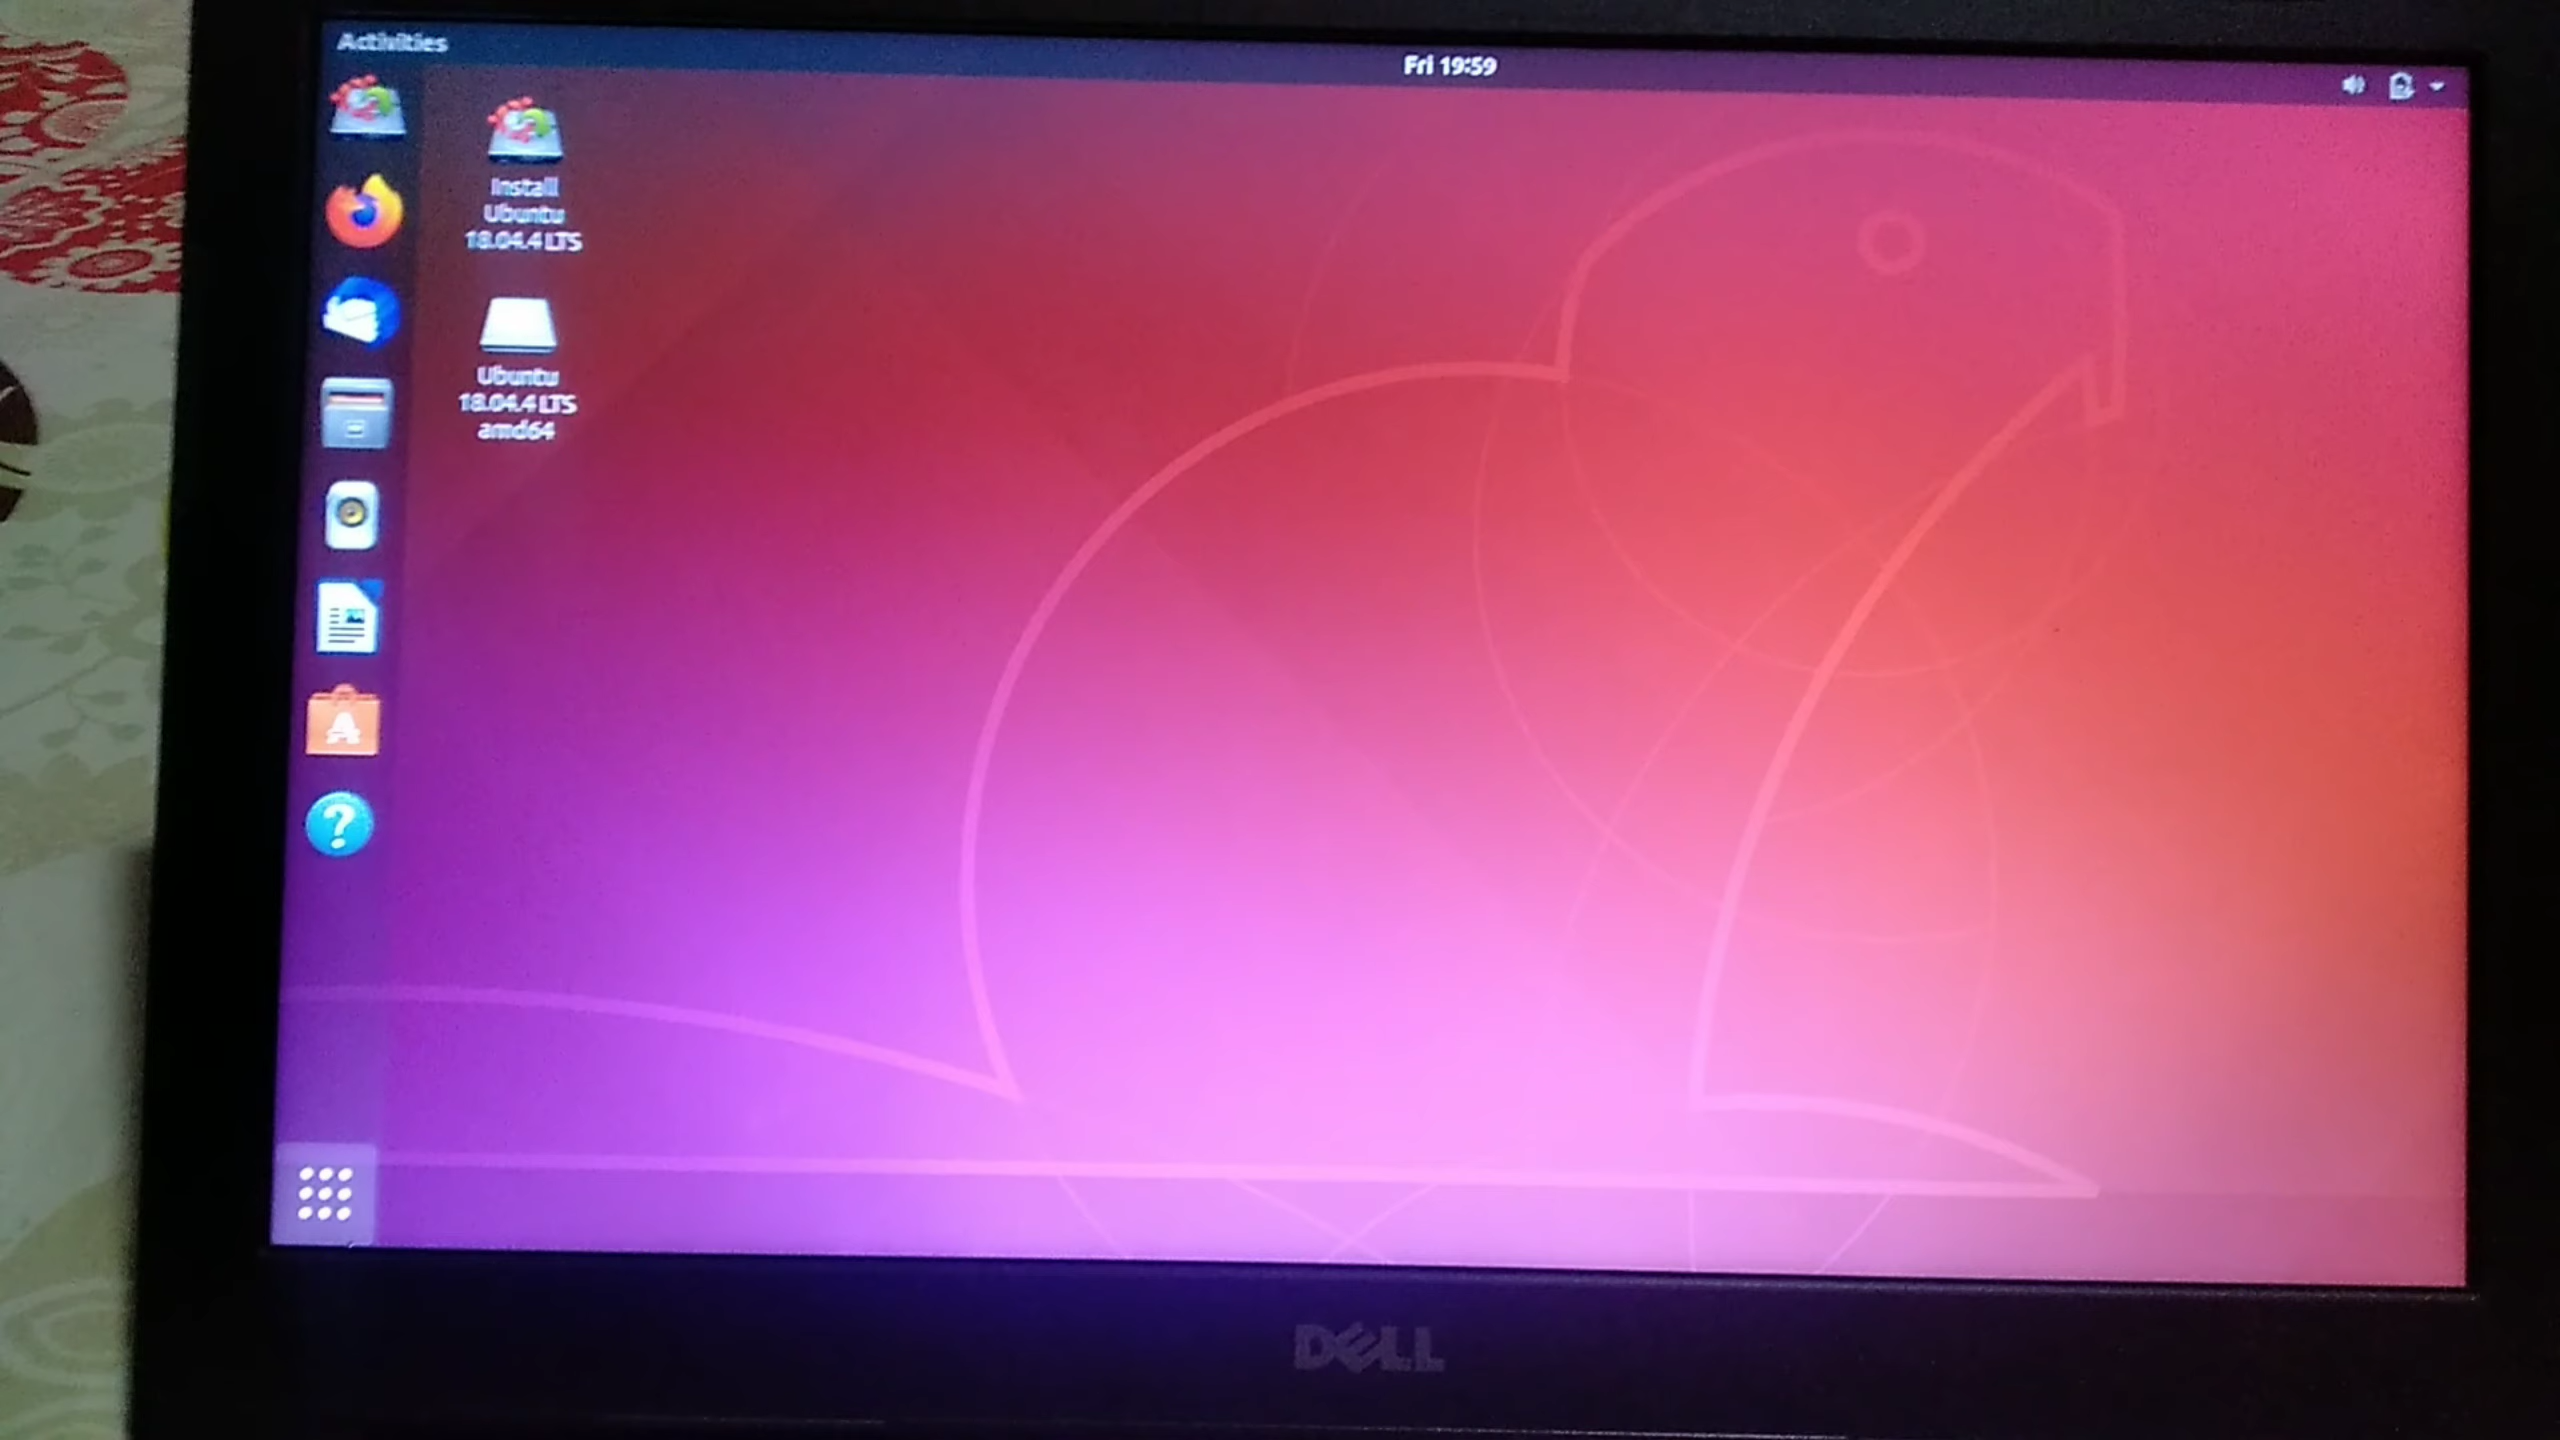 Activities
Fri 19:59
Install
Ubuntu
18.04.4 LTS
Ubuntu
18.04.4 LTS
amd64
A
?
DELL